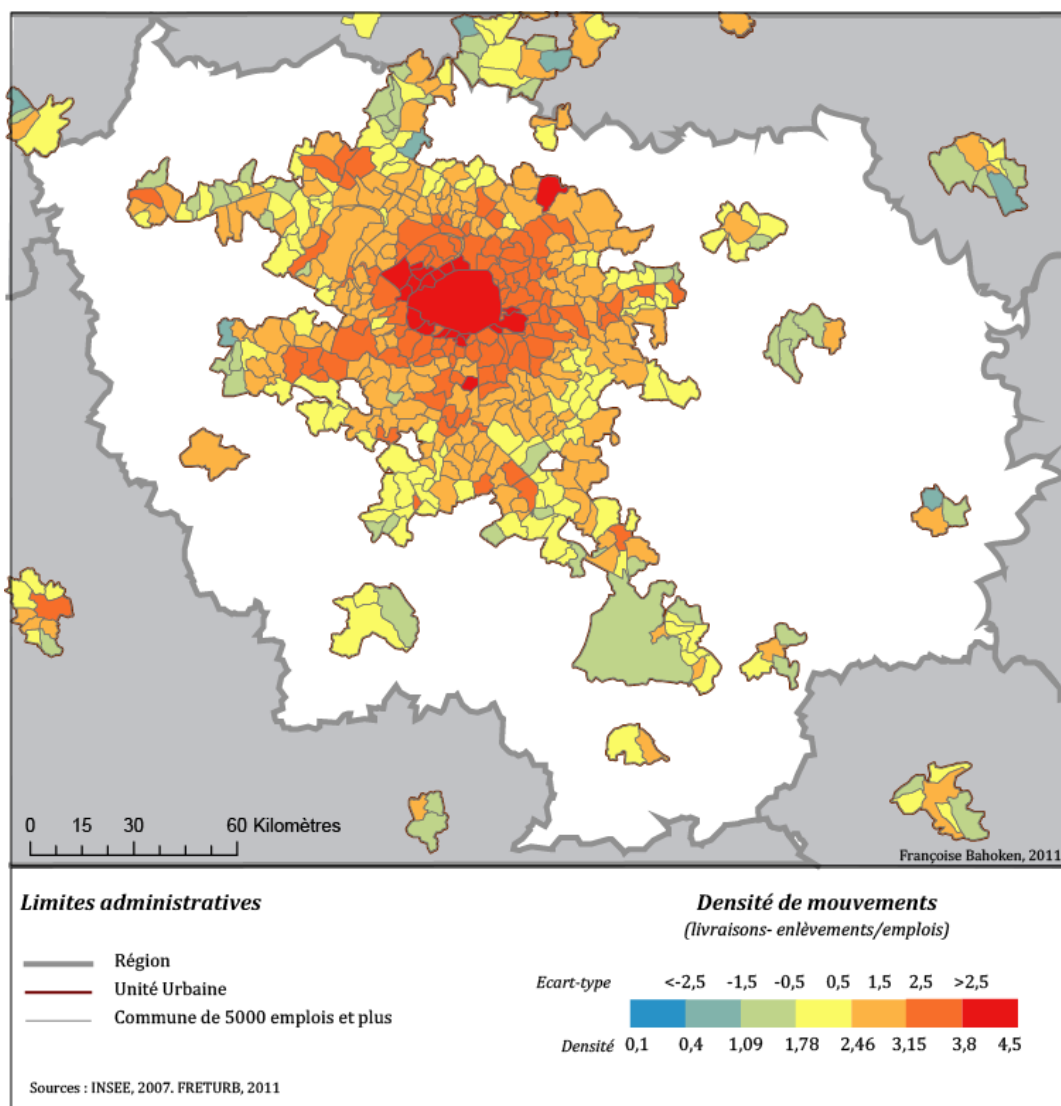 0 15 30 60 Kilomètres
Françoise Bahoken, 2011
Limites administratives
Région
Unité Urbaine
Commune de 5000 emplois et plus
Sources : INSEE, 2007. FRETURB, 2011
Densité de mouvements
(livraisons- enlèvements/emplois)
Ecart-type <-2,5 -1,5 -0,5 0,5 1,5 2,5 >2,5
Densité 0,1 0,4 1,09 1,78 2,46 3,15 3,8 4,5